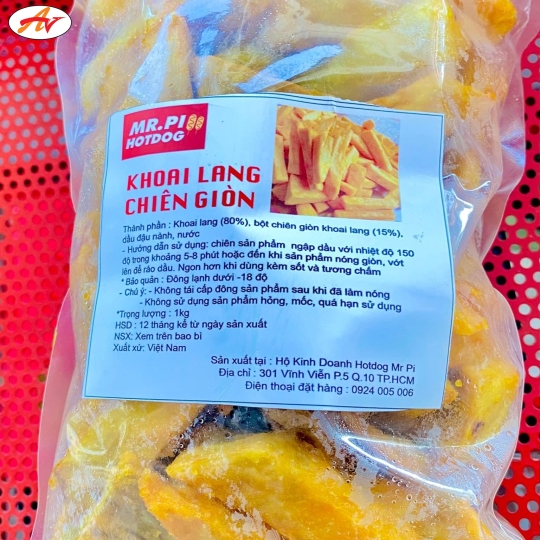 AV
MR.PI
HOTDOG
KHOAI LANG
CHIÊN GIÒN
Thành phần : Khoai lang (80%), bột chiên giòn khoai lang (15%),
dầu đậu nành, nước
- Hướng dẫn sử dụng: chiên sản phẩm ngập dầu với nhiệt độ 150
độ trong khoảng 5-8 phút hoặc đến khi sản phẩm nóng giòn, vớt
lên để ráo dầu. Ngon hơn khi dùng kèm sốt và tương chấm
* Bảo quản : Đông lạnh dưới -18 độ
- Chú ý: - Không tái cấp đông sản phẩm sau khi đã làm nóng
- Không sử dụng sản phẩm hỏng, mốc, quá hạn sử dụng
*Trọng lượng : 1kg
HSD : 12 tháng kể từ ngày sản xuất
NSX: Xem trên bao bì
Xuất xứ: Việt Nam
Sản xuất tại : Hộ Kinh Doanh Hotdog Mr Pi
Địa chỉ : 301 Vĩnh Viễn P.5 Q.10 TP.HCM
Điện thoại đặt hàng : 0924 005 006